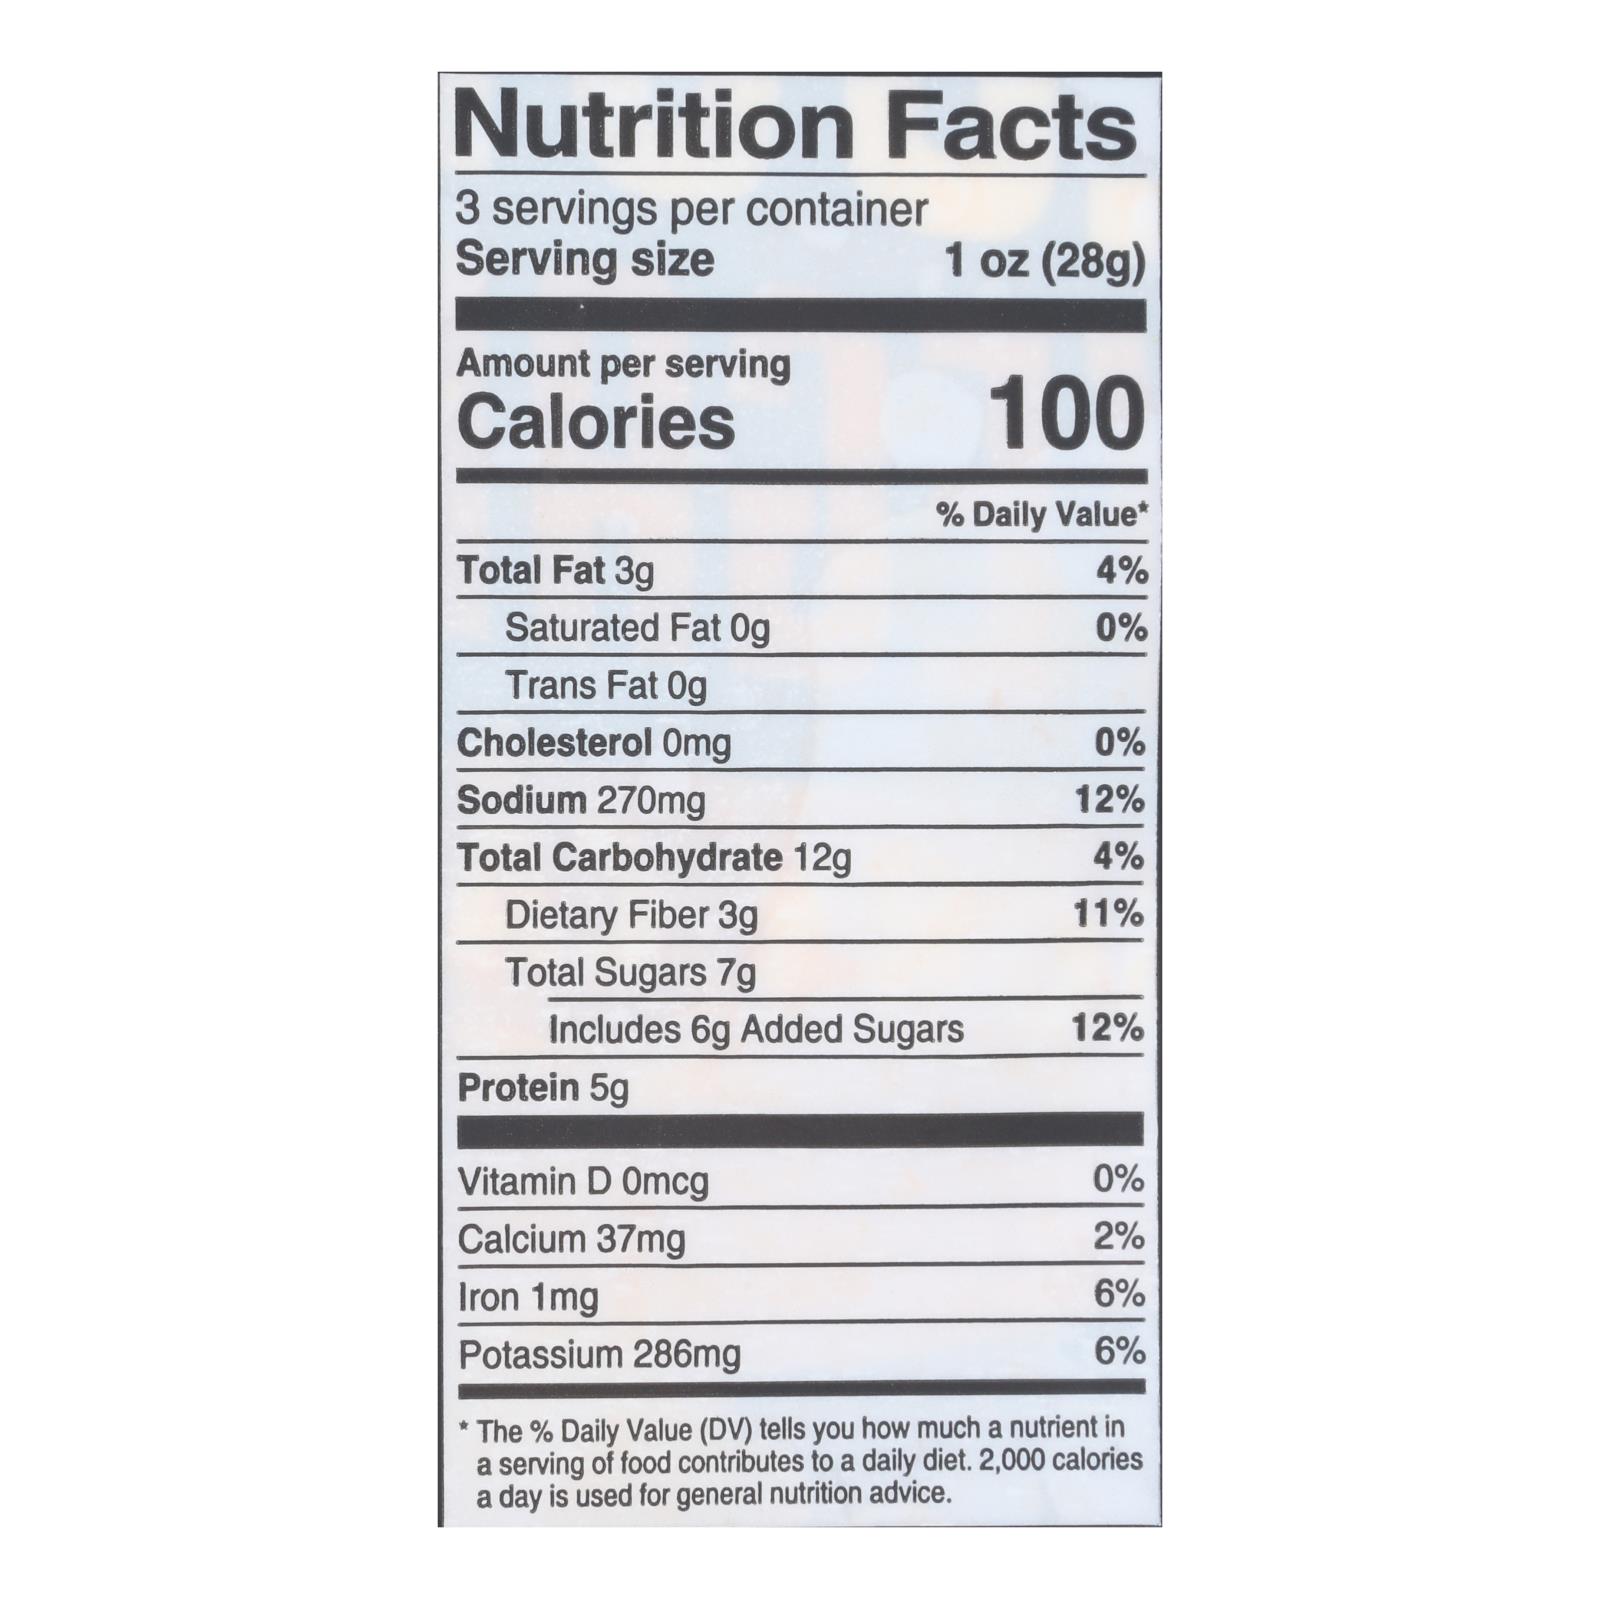 Nutrition Facts
3 servings per container
Serving size 1 oz (28g)
Amount per serving
Calories 100
% Daily Value*
Total Fat 3g 4%
Saturated Fat 0g 0%
Trans Fat 0g
Cholesterol 0mg 0%
Sodium 270mg 12%
Total Carbohydrate 12g 4%
Dietary Fiber 3g 11%
Total Sugars 7g
Includes 6g Added Sugars 12%
Protein 5g
Vitamin D 0mcg 0%
Calcium 37mg 2%
Iron 1mg 6%
Potassium 286mg 6%
* The % Daily Value (DV) tells you how much a nutrient in
a serving of food contributes to a daily diet. 2,000 calories
a day is used for general nutrition advice.